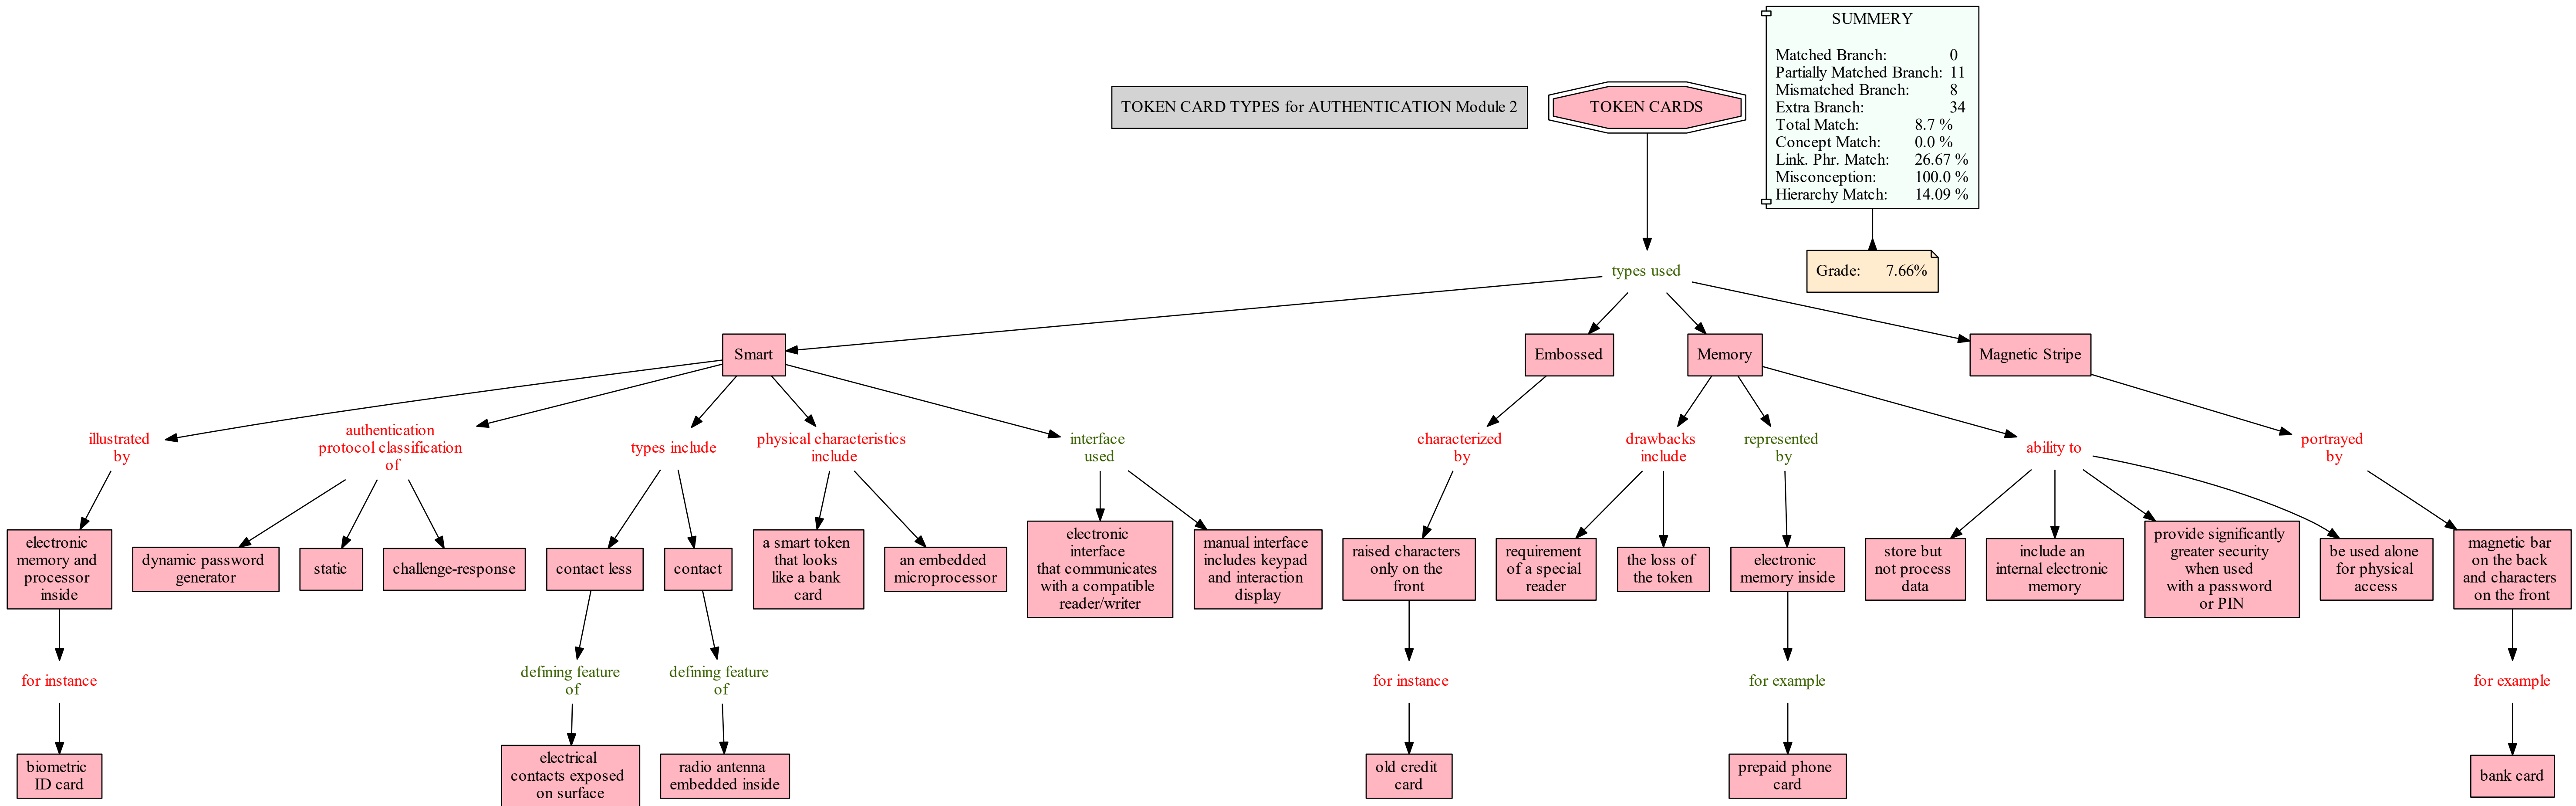 SUMMERY
Matched Branch: 0
Partially Matched Branch: 11
Mismatched Branch: 8
Extra Branch: 34
Total Match: 8.7 %
Concept Match: 0.0 %
Link. Phr. Match: 26.67 %
Misconception: 100.0 %
Hierarchy Match: 14.09 %
TOKEN CARD TYPES for AUTHENTICATION Module 2
TOKEN CARDS
Grade: 7.66%
types used
Smart
Embossed
Memory
Magnetic Stripe
illustrated
by
authentication
protocol classification
of
types include
physical characteristics
include
interface
used
characterized
by
drawbacks
include
represented
by
ability to
portrayed
by
electronic
memory and
processor
inside
dynamic password
generator
static
challenge-response
contact less
contact
a smart token
that looks
like a bank
card
an embedded
microprocessor
electronic
interface
that communicates
with a compatible
reader/writer
manual interface
includes keypad
and interaction
display
raised characters
only on the
front
requirement
of a special
reader
the loss of
the token
electronic
memory inside
store but
not process
data
include an
internal electronic
memory
provide significantly
greater security
when used
with a password
or PIN
be used alone
for physical
access
magnetic bar
on the back
and characters
on the front
for instance
defining feature
of
defining feature
of
for instance
for example
for example
biometric
ID card
electrical
contacts exposed
on surface
radio antenna
embedded inside
old credit
card
prepaid phone
card
bank card